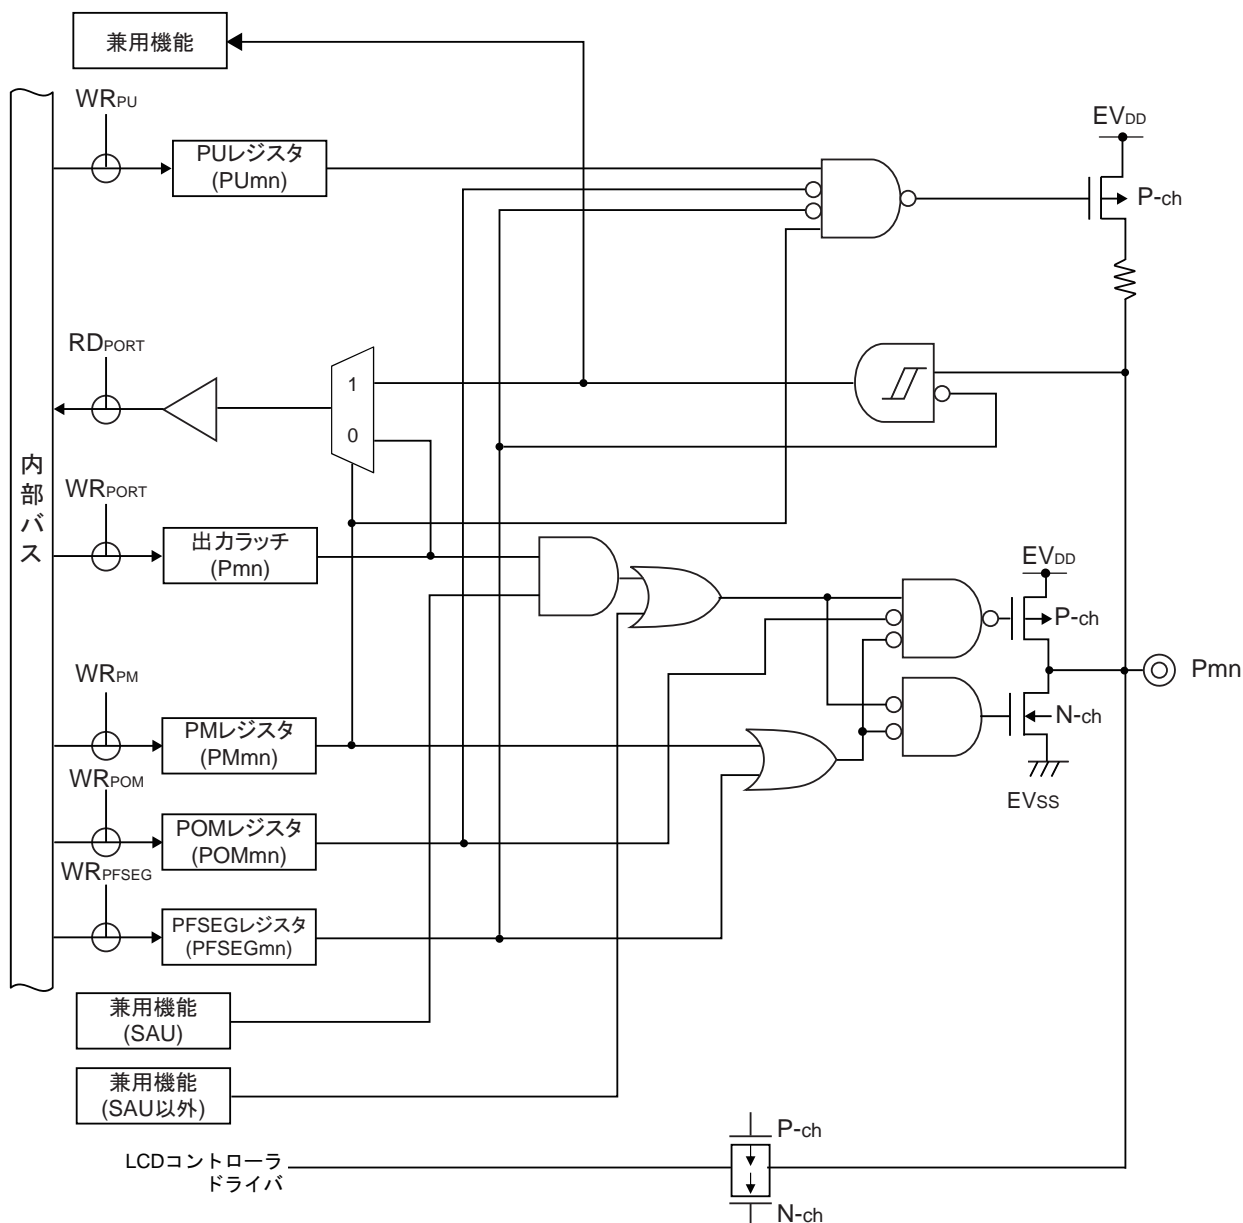 兼用機能
WRPU
EVDD
PUレジスタ
(PUmn)
P-ch
RDPORT
1
0
内部バス
WRPORT
出力ラッチ
(Pmn)
EVDD
P-ch
Pmn
WRPM
PMレジスタ
(PMmn)
N-ch
EVSS
WRPOM
POMレジスタ
(POMmn)
WRPFSEG
PFSEGレジスタ
(PFSEGmn)
兼用機能
(SAU)
兼用機能
(SAU以外)
P-ch
LCDコントローラ
ドライバ
N-ch